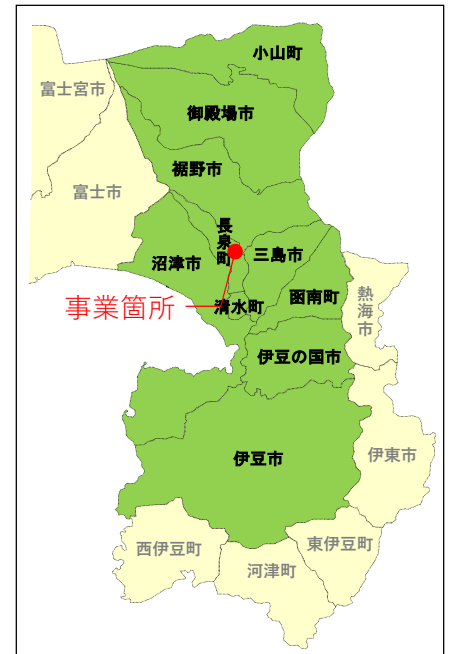 小山町
富士宮市
御殿場市
裾野市
富士市
長泉町
三島市
沼津市
函南町
熱海市
事業箇所
清水町
伊豆の国市
伊豆市
伊東市
西伊豆町
東伊豆町
河津町